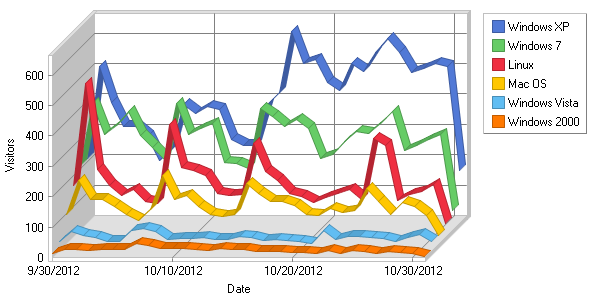 Windows XP
Windows 7
Linux
Mac OS
Windows Vista
Windows 2000
Visitors
600
500
400
300
200
100
0
9/30/2012 10/10/2012 10/20/2012 10/30/2012
Date